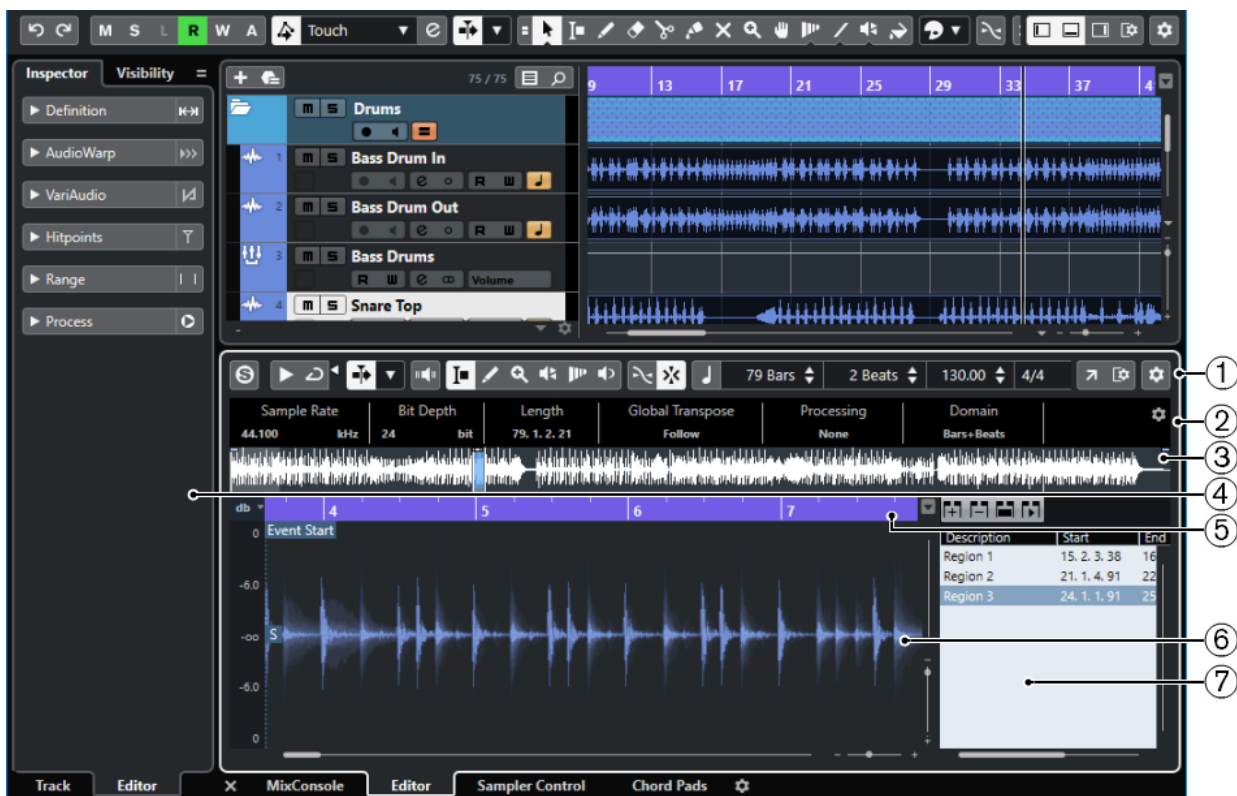 M S L R W A Touch
Inspector Visibility
Definition
AudioWarp
VariAudio
Hitpoints
Range
Process
75 / 75
9 13 17 21 25 29 33 37 4
m S Drums
1 m S Bass Drum In
e R W
2 m S Bass Drum Out
e R W
3 m S Bass Drums
R W e Volume
4 m S Snare Top
S 79 Bars 2 Beats 130.00 4/4
1
Sample Rate Bit Depth Length Global Transpose Processing Domain
44.100 kHz 24 bit 79. 1. 2. 21 Follow None Bars+Beats
2
3
4
db 4 5 6 7
5
Event Start
Description Start End
Region 1 15. 2. 3. 38 16
Region 2 21. 1. 4. 91 22
Region 3 24. 1. 1. 91 25
0
-6.0
-oo
S
-6.0
0
6
7
Track Editor MixConsole Editor Sampler Control Chord Pads